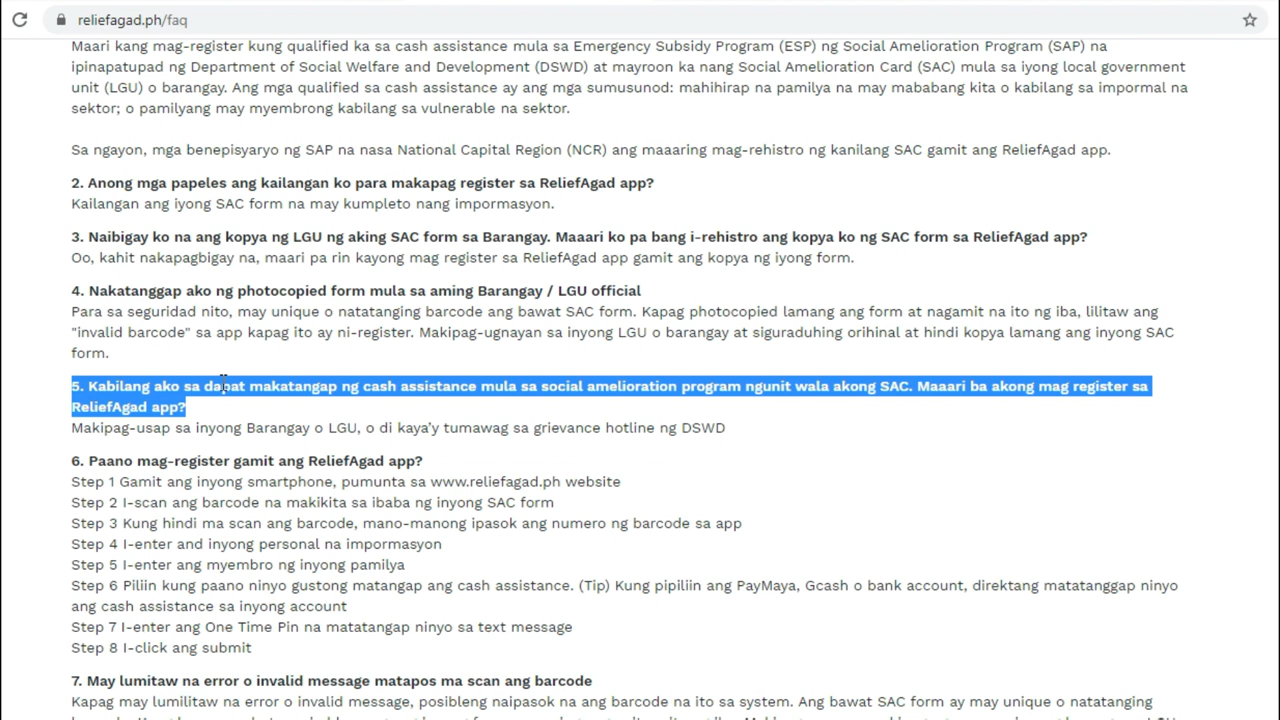 reliefagad.ph/faq
Maari kang mag-register kung qualified ka sa cash assistance mula sa Emergency Subsidy Program (ESP) ng Social Amelioration Program (SAP) na
ipinapatupad ng Department of Social Welfare and Development (DSWD) at mayroon ka nang Social Amelioration Card (SAC) mula sa iyong local government
unit (LGU) o barangay. Ang mga qualified sa cash assistance ay ang mga sumusunod: mahihirap na pamilya na may mababang kita o kabilang sa impormal na
sektor; o pamilyang may myembrong kabilang sa vulnerable na sektor.
Sa ngayon, mga benepisyaryo ng SAP na nasa National Capital Region (NCR) ang maaaring mag-rehistro ng kanilang SAC gamit ang ReliefAgad app.
2. Anong mga papeles ang kailangan ko para makapag register sa ReliefAgad app?
Kailangan ang iyong SAC form na may kumpleto nang impormasyon.
3. Naibigay ko na ang kopya ng LGU ng aking SAC form sa Barangay. Maaari ko pa bang i-rehistro ang kopya ko ng SAC form sa ReliefAgad app?
Oo, kahit nakapagbigay na, maari pa rin kayong mag register sa ReliefAgad app gamit ang kopya ng iyong form.
4. Nakatanggap ako ng photocopied form mula sa aming Barangay / LGU official
Para sa seguridad nito, may unique o natatanging barcode ang bawat SAC form. Kapag photocopied lamang ang form at nagamit na ito ng iba, lilitaw ang
"invalid barcode" sa app kapag ito ay ni-register. Makipag-ugnayan sa inyong LGU o barangay at siguraduhing orihinal at hindi kopya lamang ang inyong SAC
form.
5. Kabilang ako sa dapat makatangap ng cash assistance mula sa social amelioration program ngunit wala akong SAC. Maaari ba akong mag register sa
ReliefAgad app?
Makipag-usap sa inyong Barangay o LGU, o di kaya’y tumawag sa grievance hotline ng DSWD
6. Paano mag-register gamit ang ReliefAgad app?
Step 1 Gamit ang inyong smartphone, pumunta sa www.reliefagad.ph website
Step 2 I-scan ang barcode na makikita sa ibaba ng inyong SAC form
Step 3 Kung hindi ma scan ang barcode, mano-manong ipasok ang numero ng barcode sa app
Step 4 I-enter and inyong personal na impormasyon
Step 5 I-enter ang myembro ng inyong pamilya
Step 6 Piliin kung paano ninyo gustong matangap ang cash assistance. (Tip) Kung pipiliin ang PayMaya, Gcash o bank account, direktang matatanggap ninyo
ang cash assistance sa inyong account
Step 7 I-enter ang One Time Pin na matatangap ninyo sa text message
Step 8 I-click ang submit
7. May lumitaw na error o invalid message matapos ma scan ang barcode
Kapag may lumilitaw na error o invalid message, posibleng naipasok na ang barcode na ito sa system. Ang bawat SAC form ay may unique o natatanging